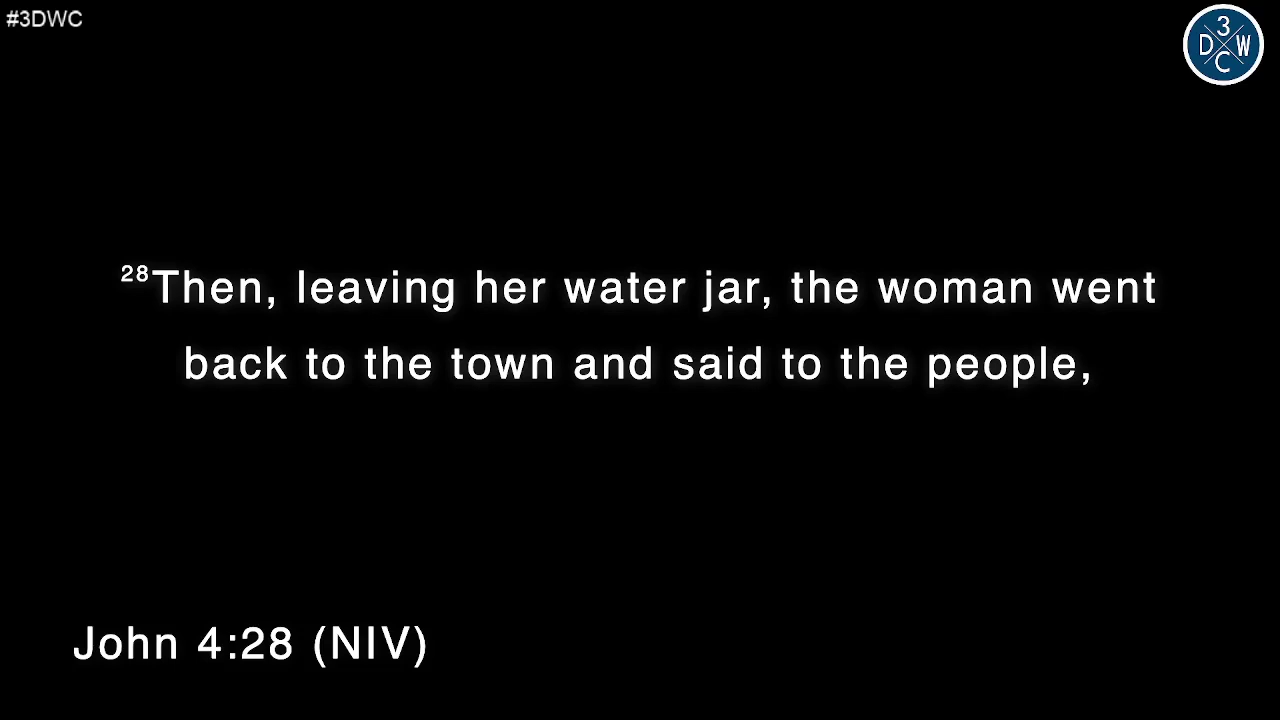 #3DWC
3
D W
C
28Then, leaving her water jar, the woman went
back to the town and said to the people,
John 4:28 (NIV)